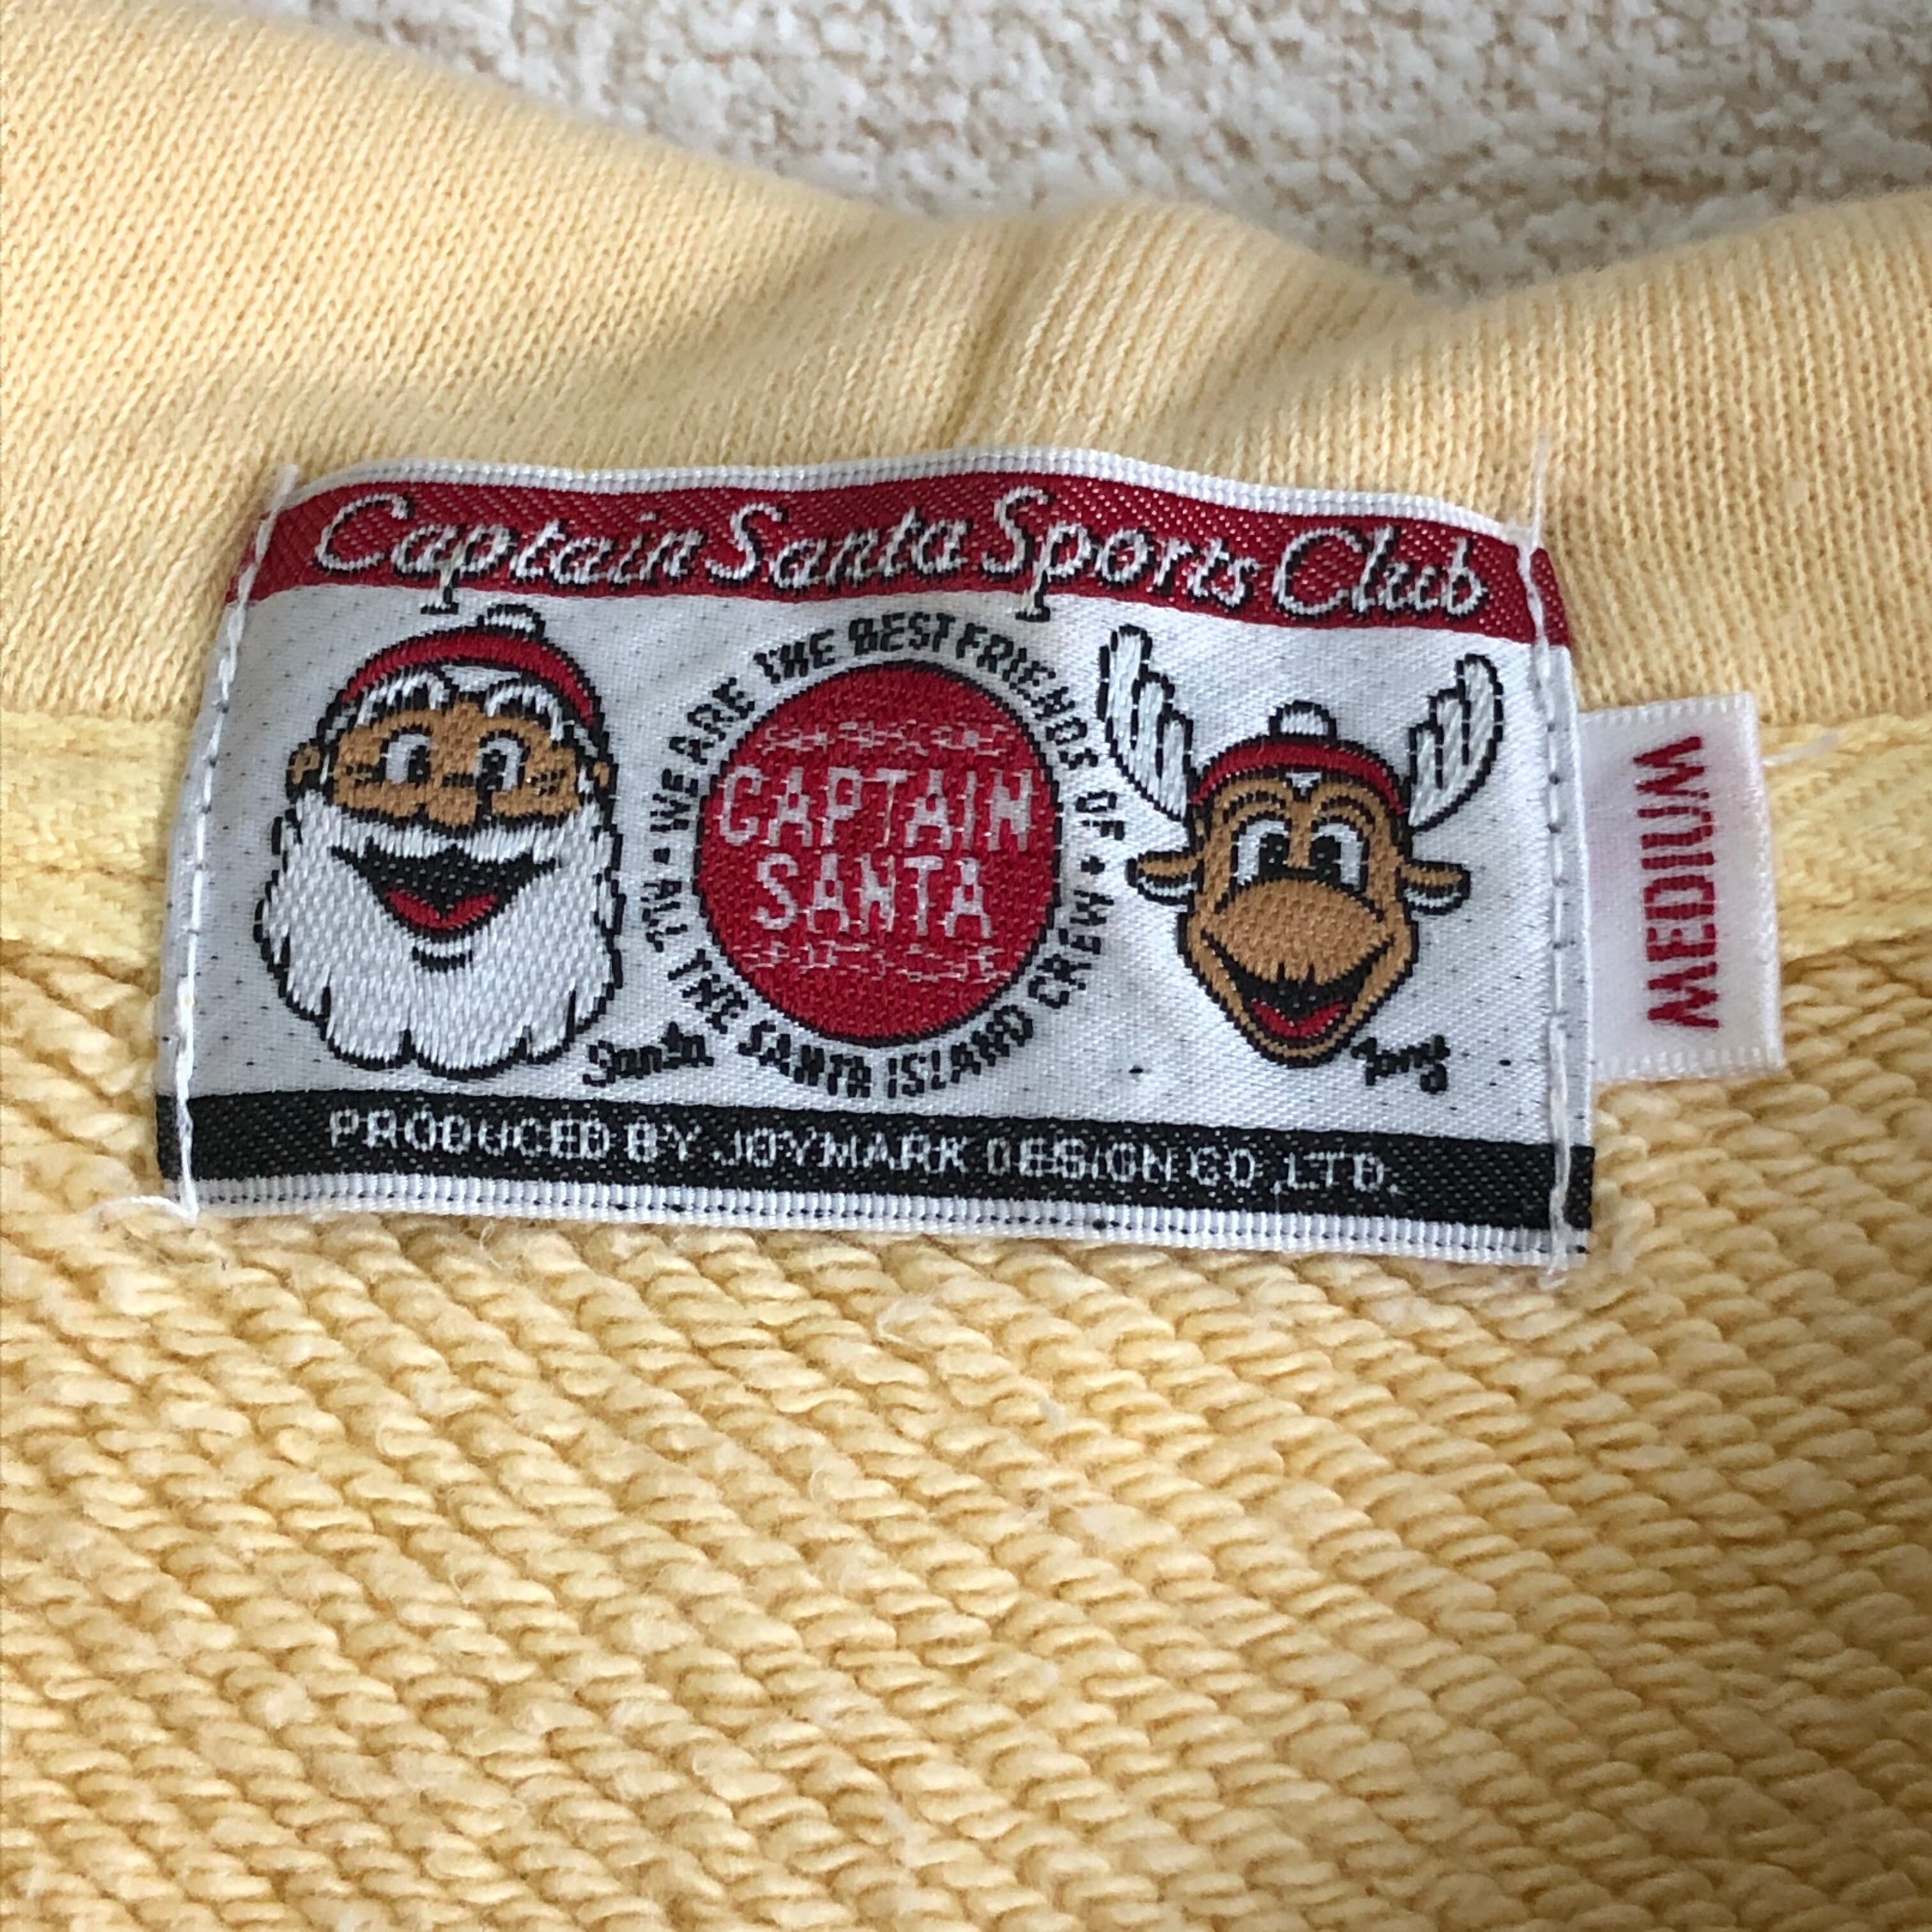 Captain Santa Sports Club
• WE ARE THE BEST FRIENDS OF •
ALL THE SANTA ISLAND CREW
CAPTAIN
SANTA
Santa
MEDIUM
PRODUCED BY JOYMARK DESIGN CO.,LTD.